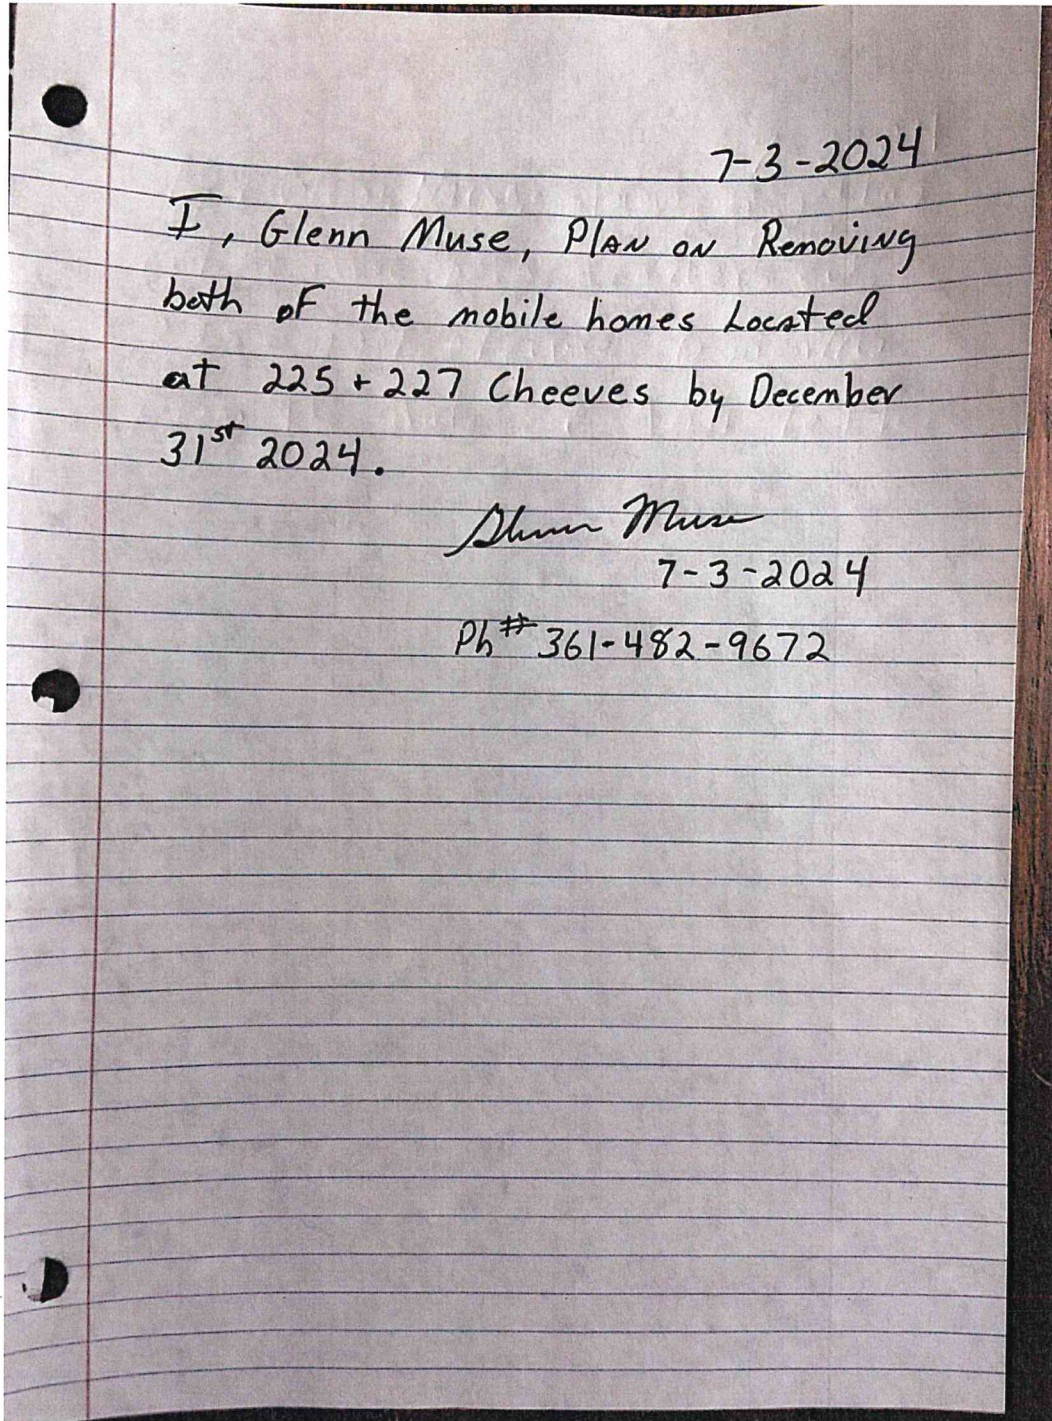 7-3-2024
I, Glenn Muse, Plan on Removing
both of the mobile homes Located
at 225 + 227 Cheeves by December
31st 2024.
Glenn Muse
7-3-2024
Ph# 361-482-9672